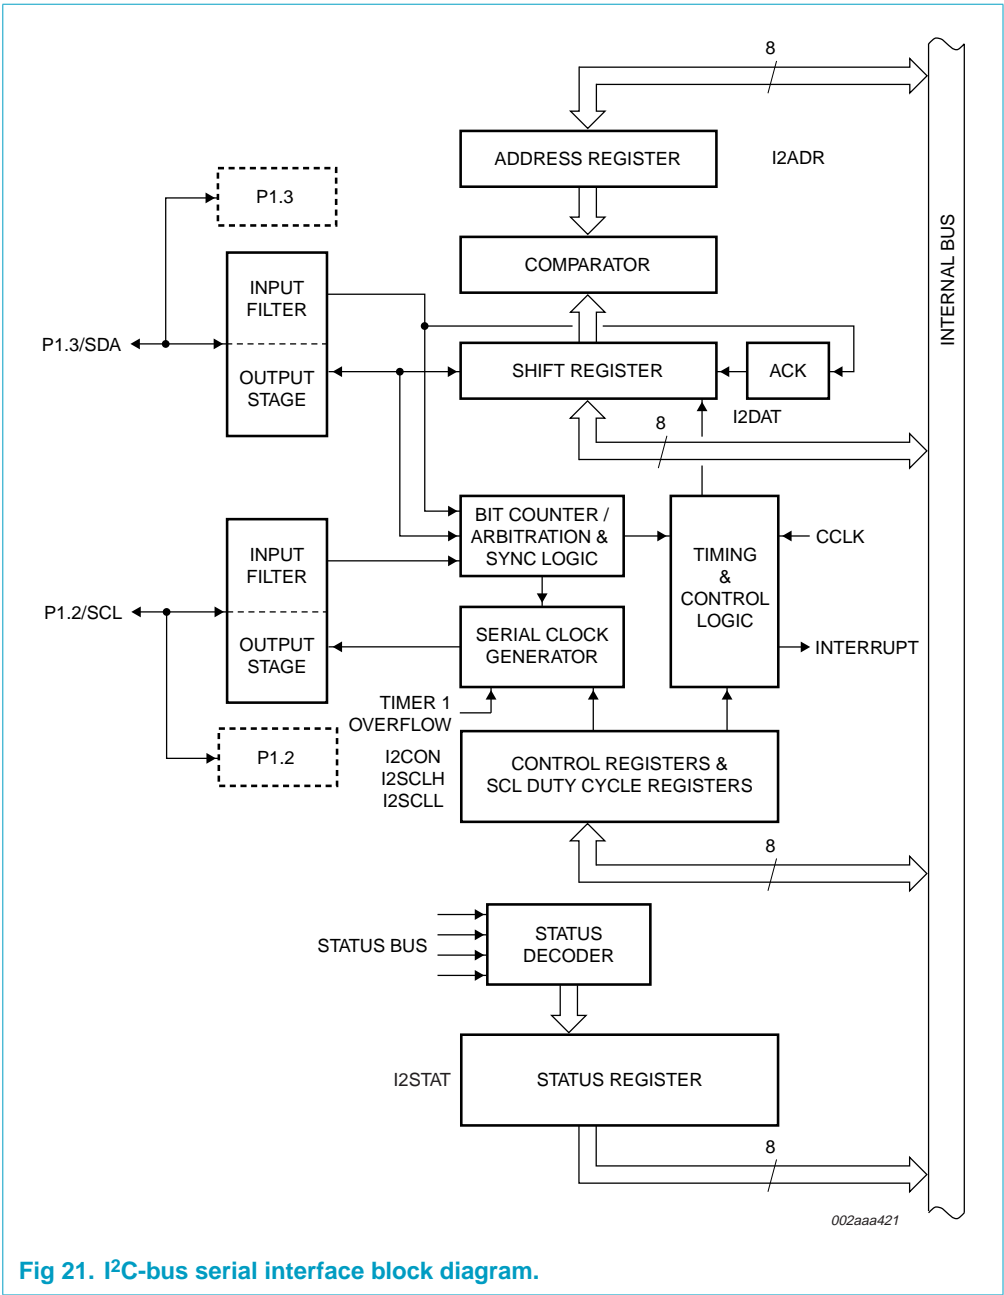 8
ADDRESS REGISTER
I2ADR
P1.3
INTERNAL BUS
COMPARATOR
INPUT
FILTER
P1.3/SDA
OUTPUT
STAGE
SHIFT REGISTER
ACK
I2DAT
8
BIT COUNTER /
ARBITRATION &
SYNC LOGIC
INPUT
FILTER
TIMING
&
CONTROL
LOGIC
CCLK
P1.2/SCL
OUTPUT
STAGE
SERIAL CLOCK
GENERATOR
INTERRUPT
TIMER 1
OVERFLOW
P1.2
I2CON
I2SCLH
I2SCLL
CONTROL REGISTERS &
SCL DUTY CYCLE REGISTERS
8
STATUS BUS
STATUS
DECODER
I2STAT
STATUS REGISTER
8
002aaa421
Fig 21. I²C-bus serial interface block diagram.